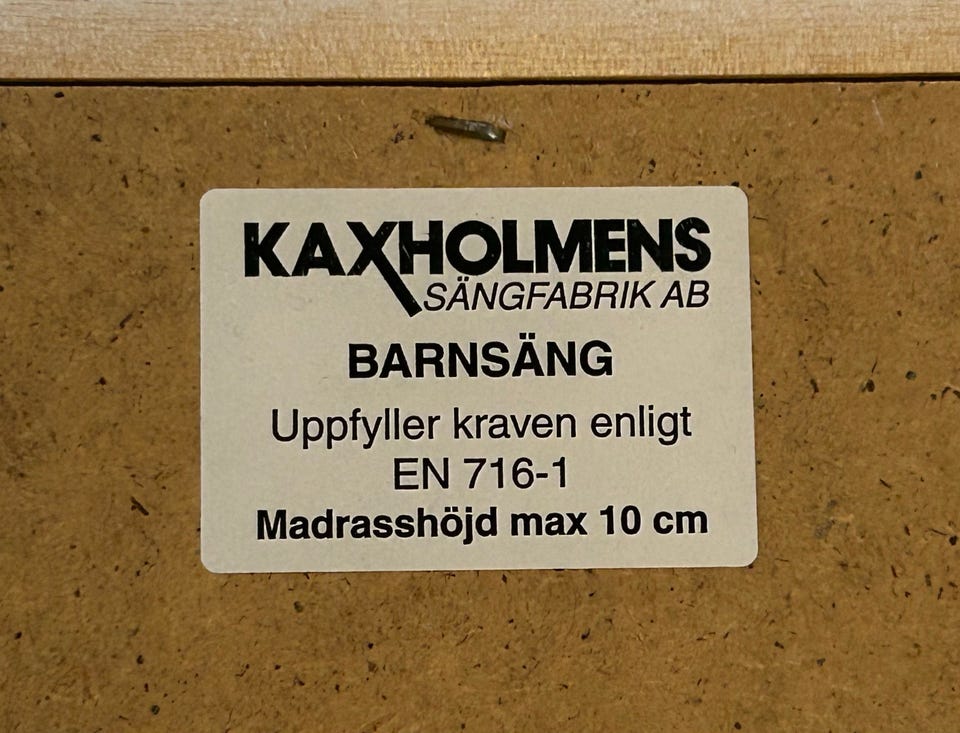 KAXHOLMENS
SÄNGFABRIK AB
BARNSÄNG
Uppfyller kraven enligt
EN 716-1
Madrasshöjd max 10 cm